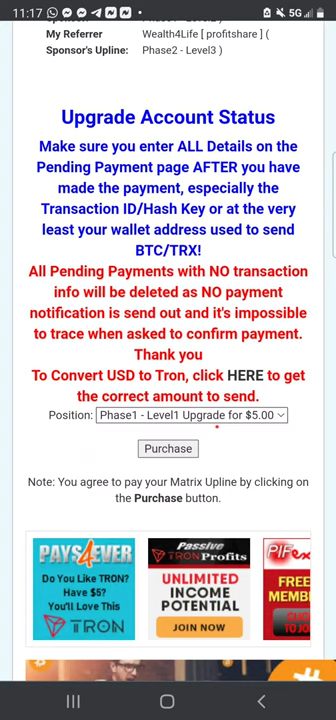 11:17
5G
My Referrer Wealth4Life [ profitshare ] (
Sponsor's Upline: Phase2 - Level3 )
Upgrade Account Status
Make sure you enter ALL Details on the
Pending Payment page AFTER you have
made the payment, especially the
Transaction ID/Hash Key or at the very
least your wallet address used to send
BTC/TRX!
All Pending Payments with NO transaction
info will be deleted as NO payment
notification is send out and it's impossible
to trace when asked to confirm payment.
Thank you
To Convert USD to Tron, click HERE to get
the correct amount to send.
Position: Phase1 - Level1 Upgrade for $5.00
Purchase
Note: You agree to pay your Matrix Upline by clicking on
the Purchase button.
PAYS4EVER
Do You Like TRON?
Have $5?
You'll Love This
TRON
Passive
TRONProfits
UNLIMITED
INCOME
POTENTIAL
JOIN NOW
FREE